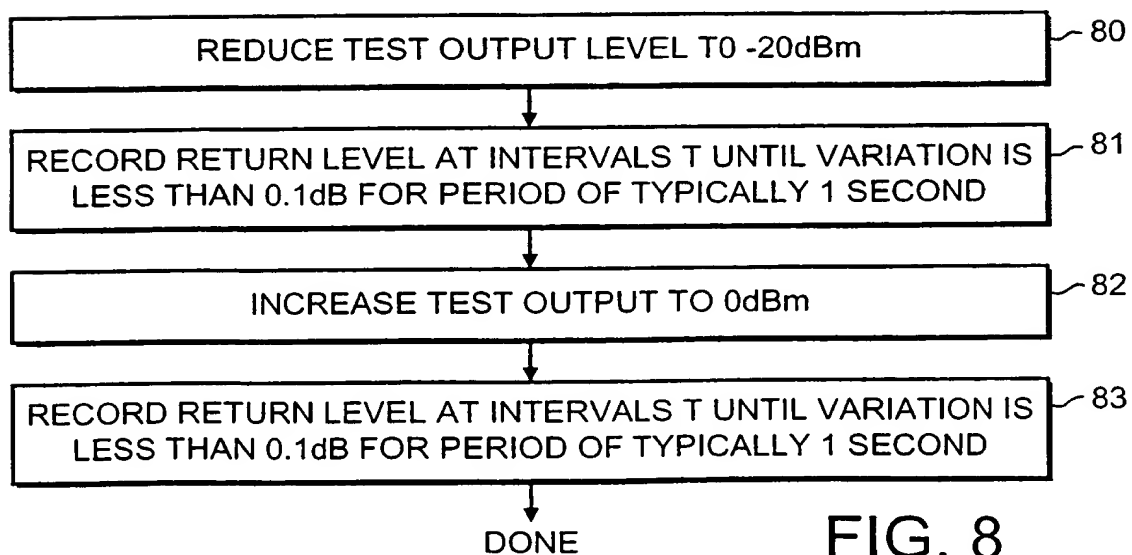 REDUCE TEST OUTPUT LEVEL T0 -20dBm
80
RECORD RETURN LEVEL AT INTERVALS T UNTIL VARIATION IS
LESS THAN 0.1dB FOR PERIOD OF TYPICALLY 1 SECOND
81
INCREASE TEST OUTPUT TO 0dBm
82
RECORD RETURN LEVEL AT INTERVALS T UNTIL VARIATION IS
LESS THAN 0.1dB FOR PERIOD OF TYPICALLY 1 SECOND
83
DONE
FIG. 8